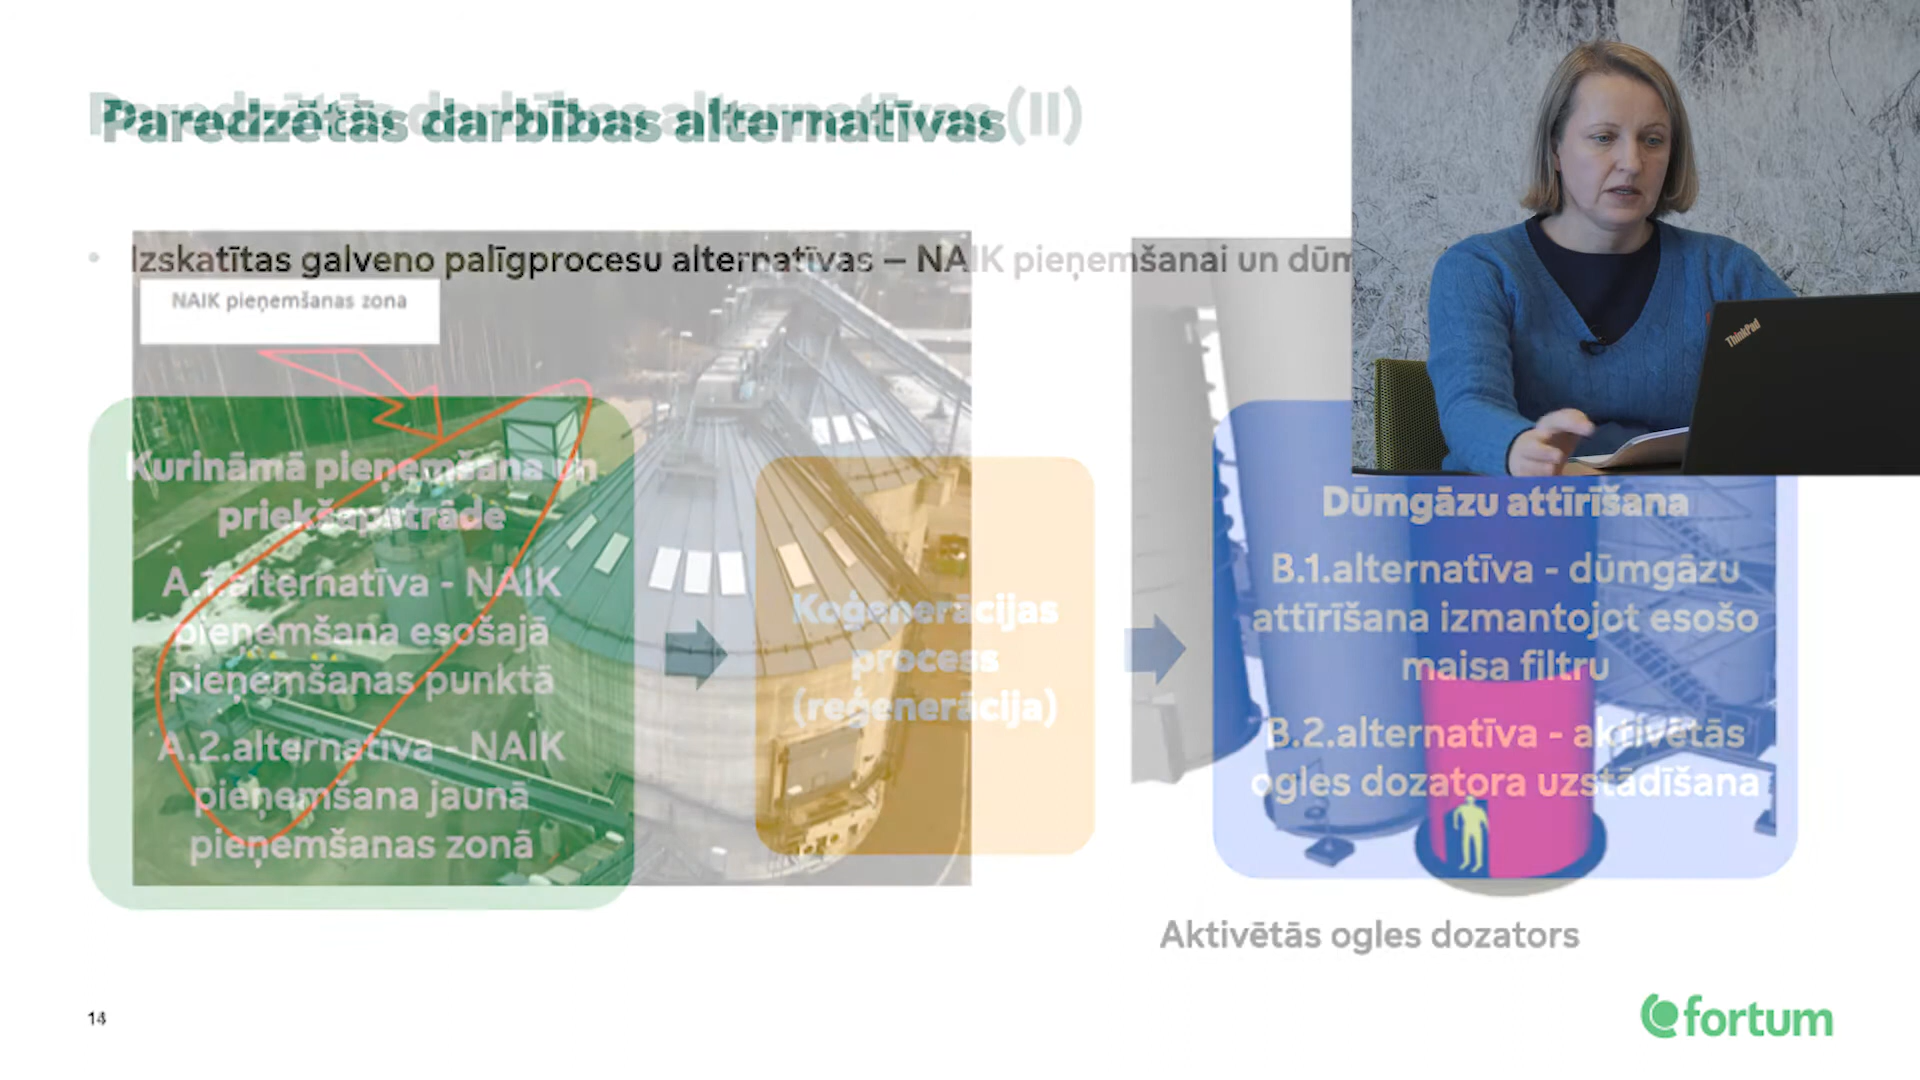 Paredzētās darbības alternatīvas (II)
• Izskatītas galveno palīgprocesu alternatīvas – NAIK pieņemšanai un dūm
NAIK pieņemšanas zona
Kurināmā pieņemšana un
priekšapstrāde
A.1.alternatīva - NAIK
pieņemšana esošajā
pieņemšanas punktā
A.2.alternatīva - NAIK
pieņemšana jaunā
pieņemšanas zonā
Koģenerācijas
process
(reģenerācija)
Dūmgāzu attīrīšana
B.1.alternatīva - dūmgāzu
attīrīšana izmantojot esošo
maisa filtru
B.2.alternatīva - aktivētās
ogles dozatora uzstādīšana
Aktivētās ogles dozators
ThinkPad
fortum